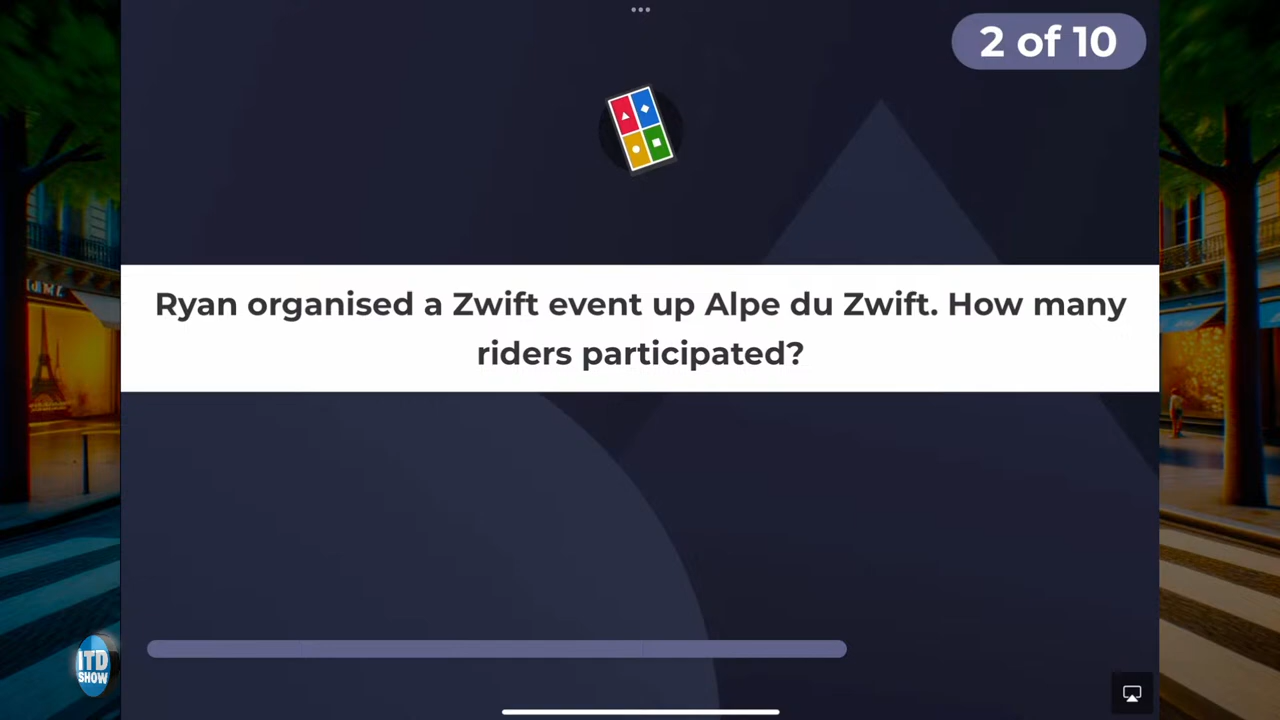 2 of 10
Ryan organised a Zwift event up Alpe du Zwift. How many
riders participated?
ITD
SHOW